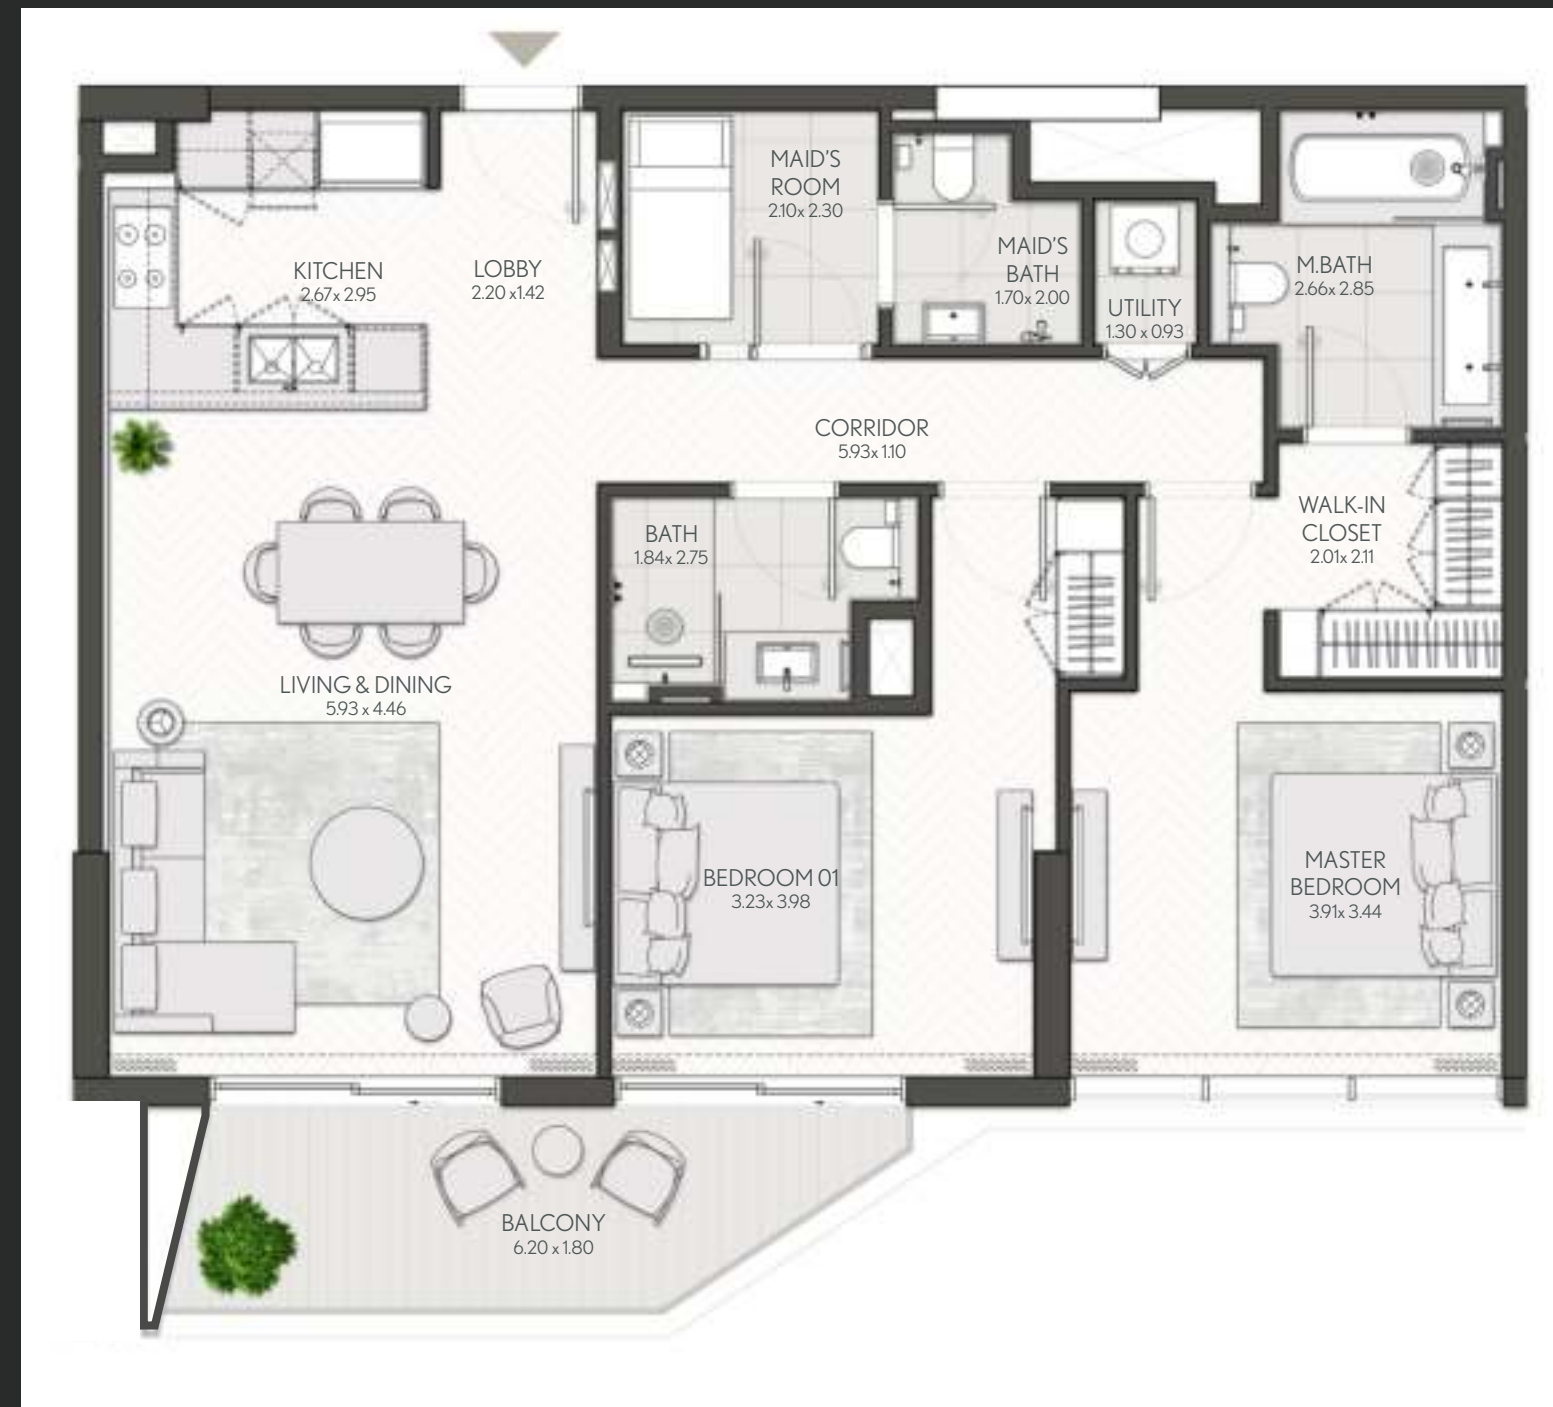 MAID'S
ROOM
2.10x 2.30
KITCHEN
2.67x 2.95
LOBBY
2.20 x1.42
MAID'S
BATH
1.70x 2.00
UTILITY
1.30 x 0.93
M.BATH
2.66x 2.85
CORRIDOR
5.93x 1.10
BATH
1.84x 2.75
WALK-IN
CLOSET
2.01x 2.11
LIVING & DINING
5.93 x 4.46
BEDROOM 01
3.23x 3.98
MASTER
BEDROOM
3.91x 3.44
BALCONY
6.20 x 1.80